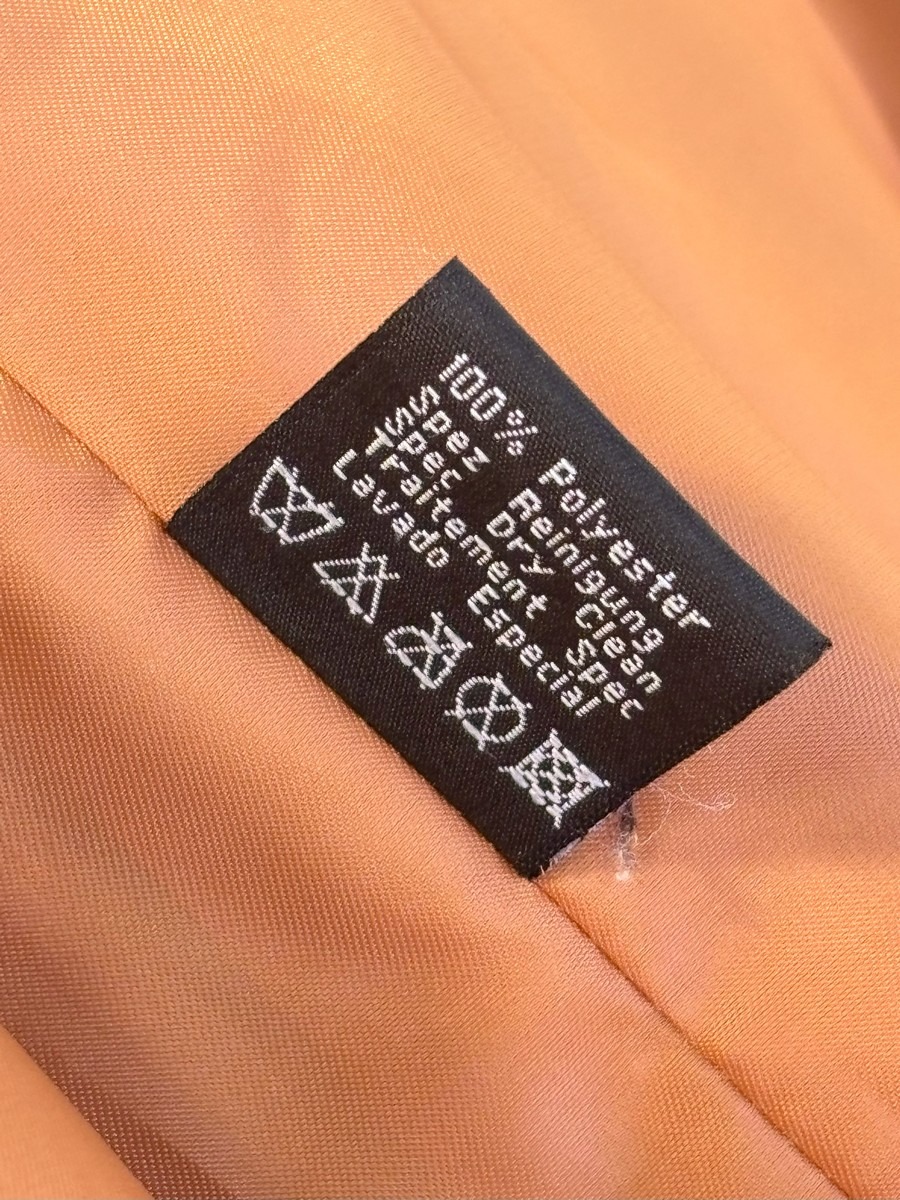 100% Polyester
Spez Reinigung
Spec Dry Clean
Traitement Spec
Lavado Especial